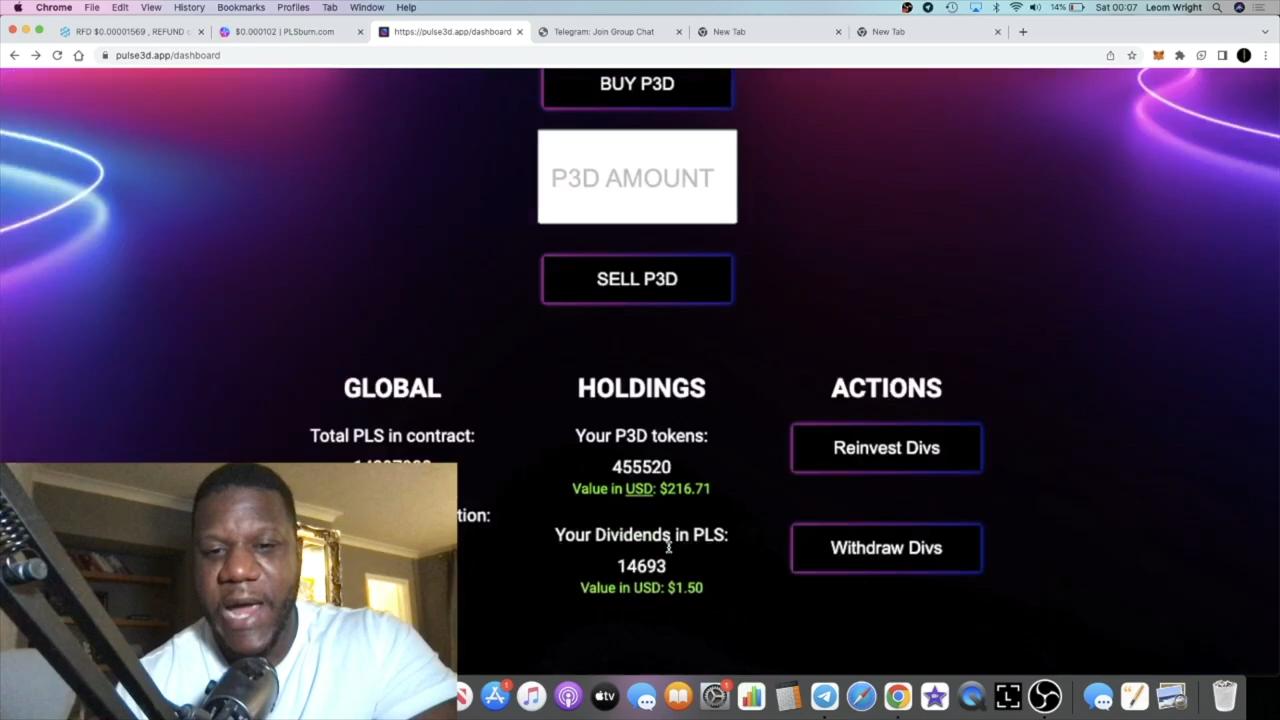 Chrome File Edit View History Bookmarks Profiles Tab Window Help 14% Sat 00:07 Leom Wright
RFD $0.00001569 , REFUND
$0.000102 | PLSburn.com
https://pulse3d.app/dashboard
Telegram: Join Group Chat
New Tab
New Tab
pulse3d.app/dashboard
BUY P3D
P3D AMOUNT
SELL P3D
GLOBAL
Total PLS in contract:
tion:
HOLDINGS
Your P3D tokens:
455520
Value in USD: $216.71
Your Dividends in PLS:
14693
Value in USD: $1.50
ACTIONS
Reinvest Divs
Withdraw Divs
tv